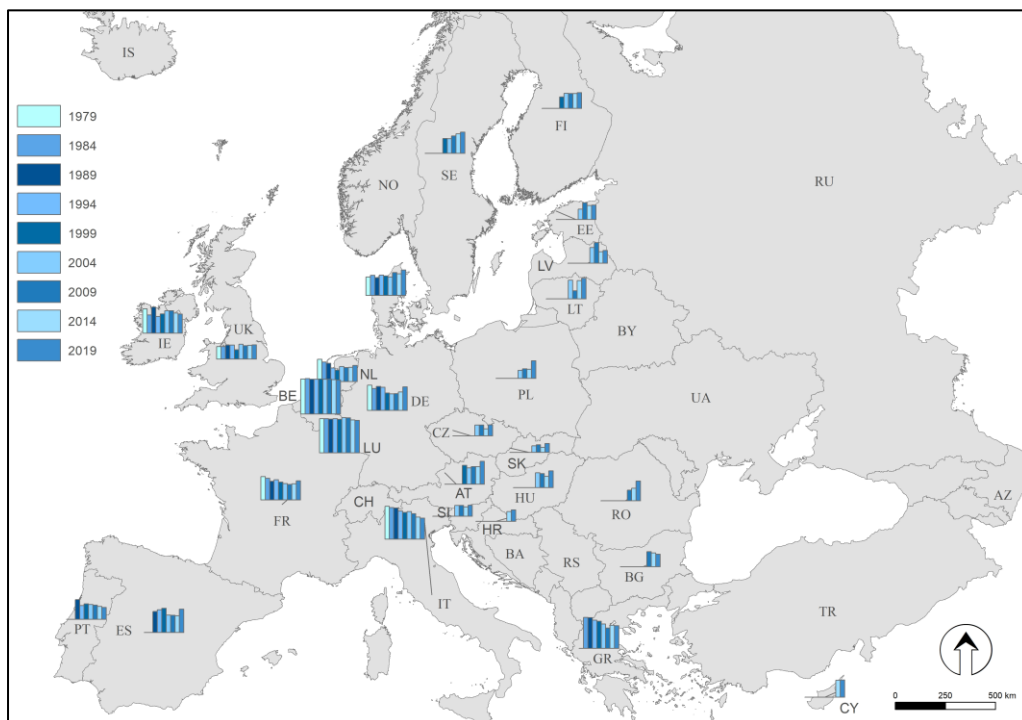 IS
1979
1984
1989
1994
1999
2004
2009
2014
2019
FI
SE
NO
RU
EE
LV
LT
IE
UK
BY
NL
BE
DE
PL
UA
LU
CZ
SK
CH
AT
HU
FR
SL
HR
RO
AZ
BA
RS
BG
IT
PT
ES
TR
GR
CY
0 250 500 km